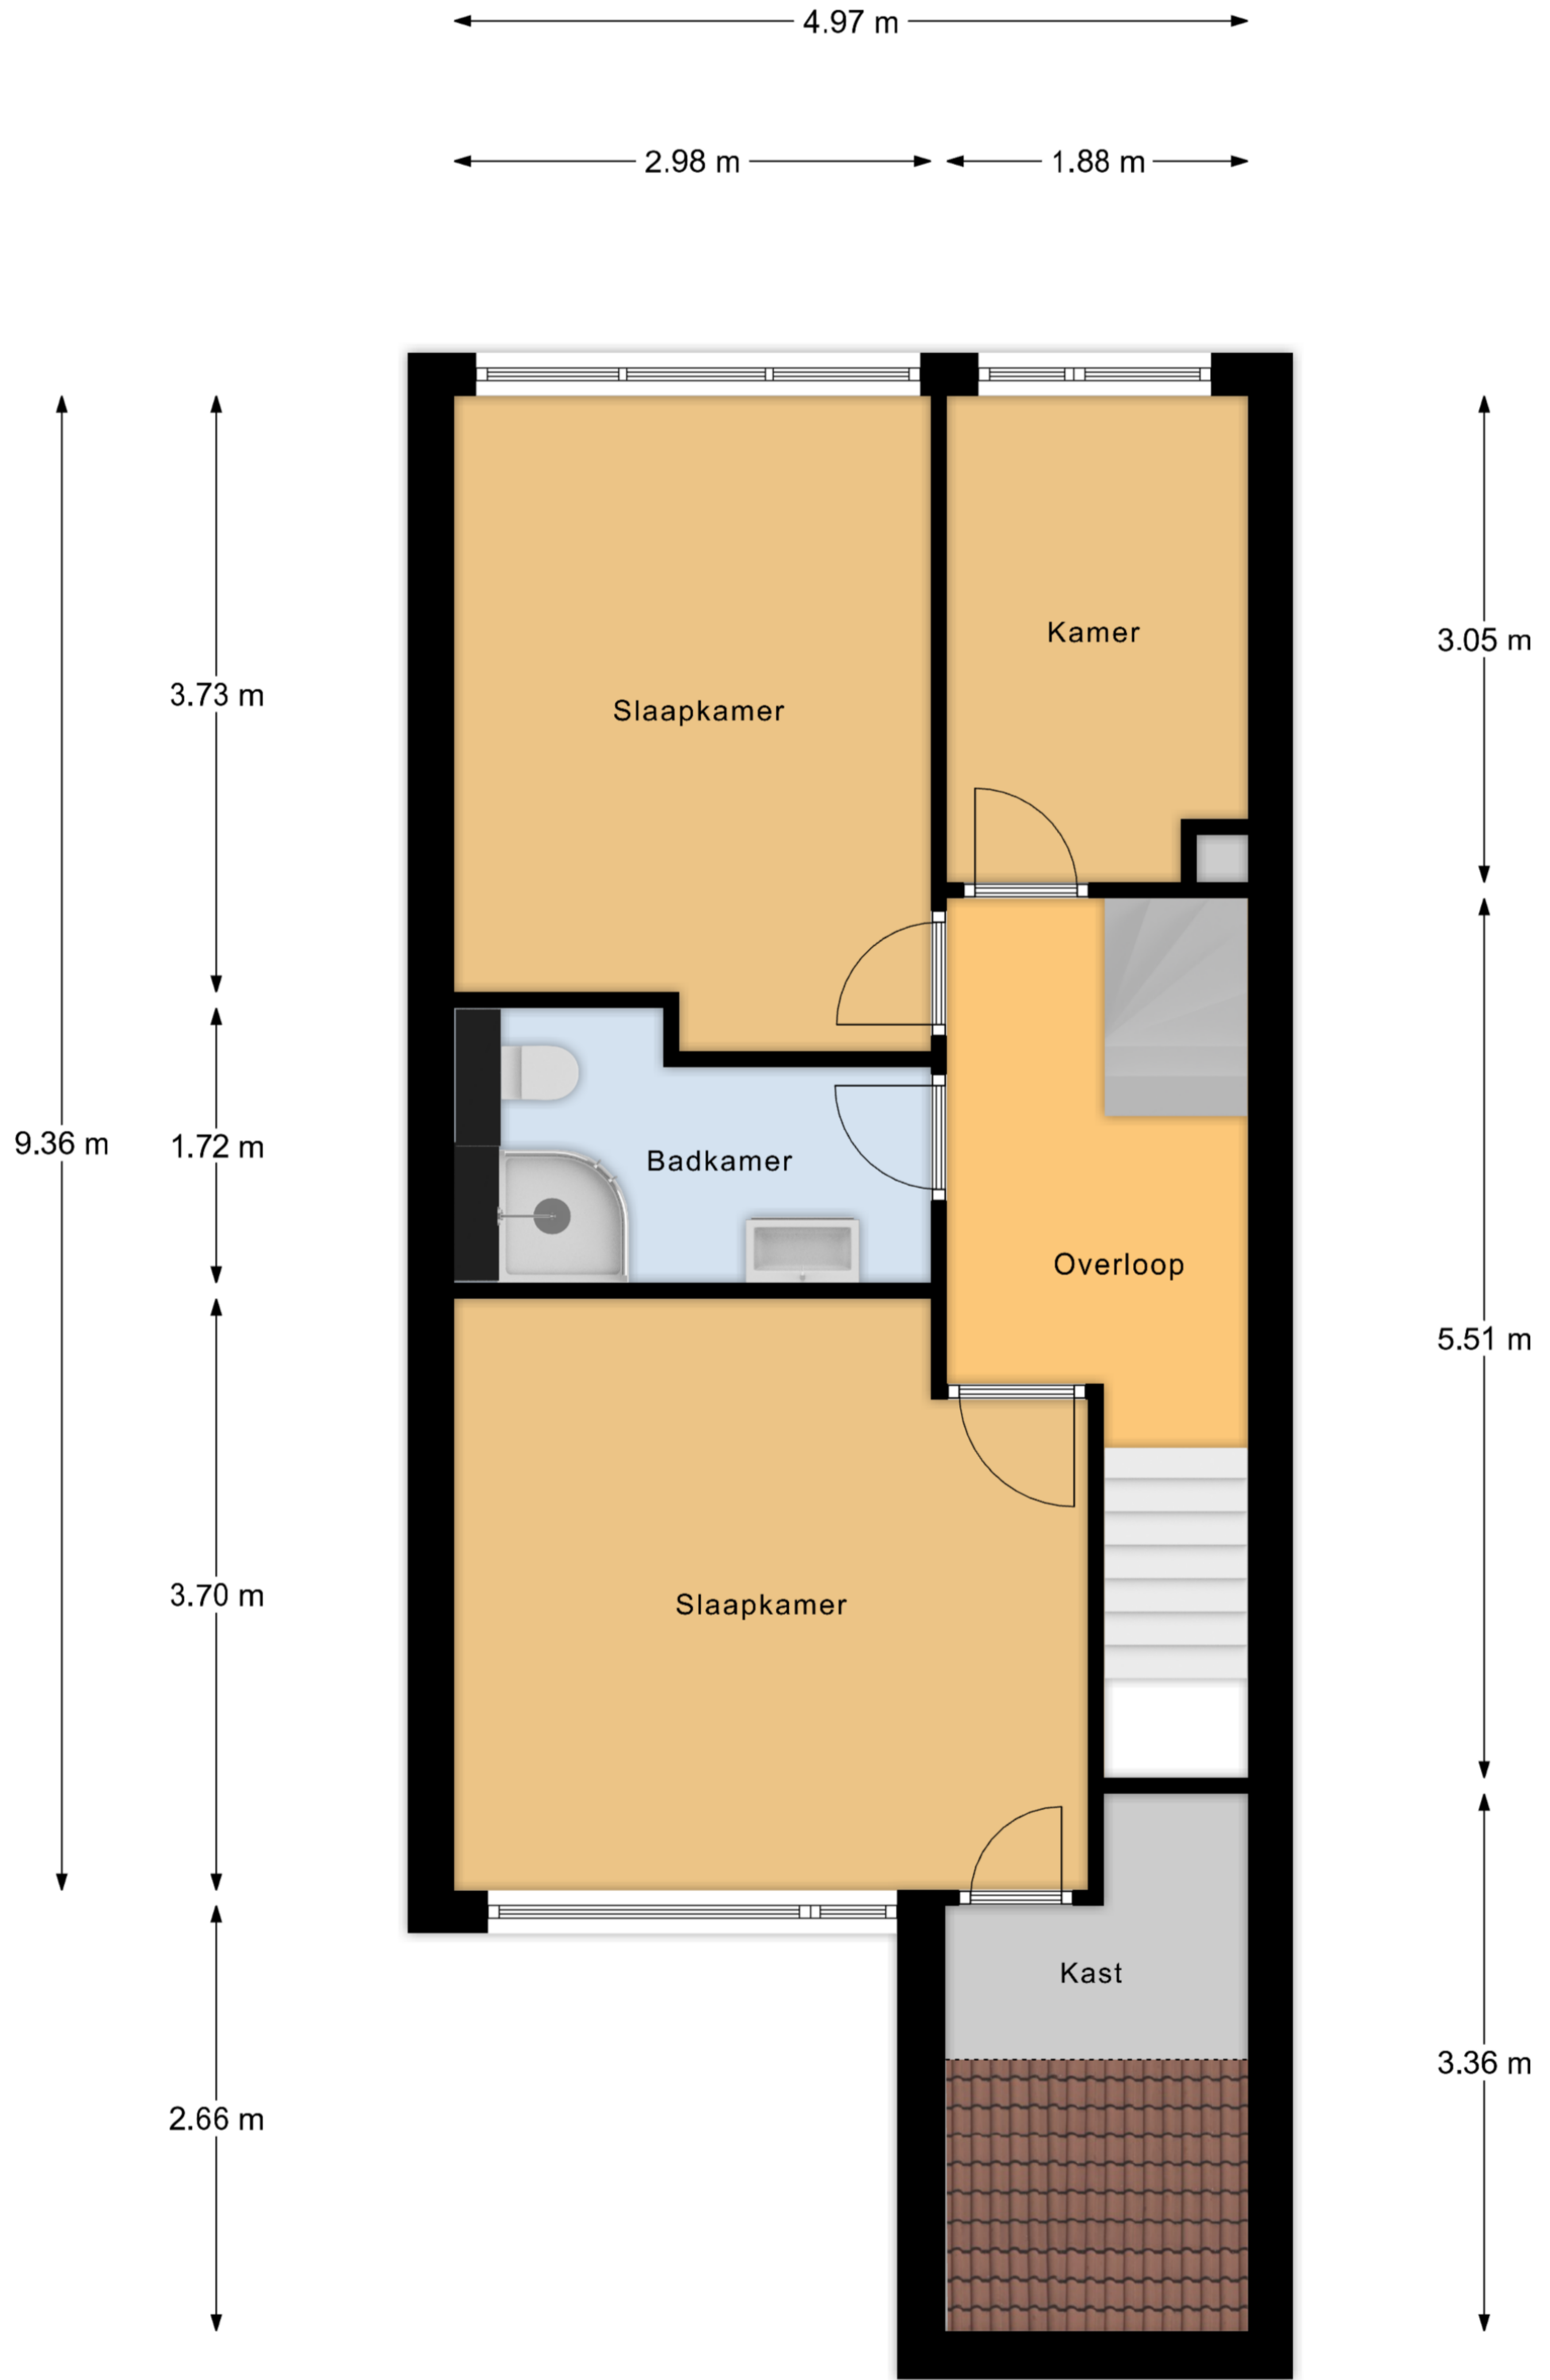 4.97 m
2.98 m
1.88 m
Kamer
3.05 m
3.73 m
Slaapkamer
9.36 m
1.72 m
Badkamer
Overloop
5.51 m
3.70 m
Slaapkamer
Kast
3.36 m
2.66 m